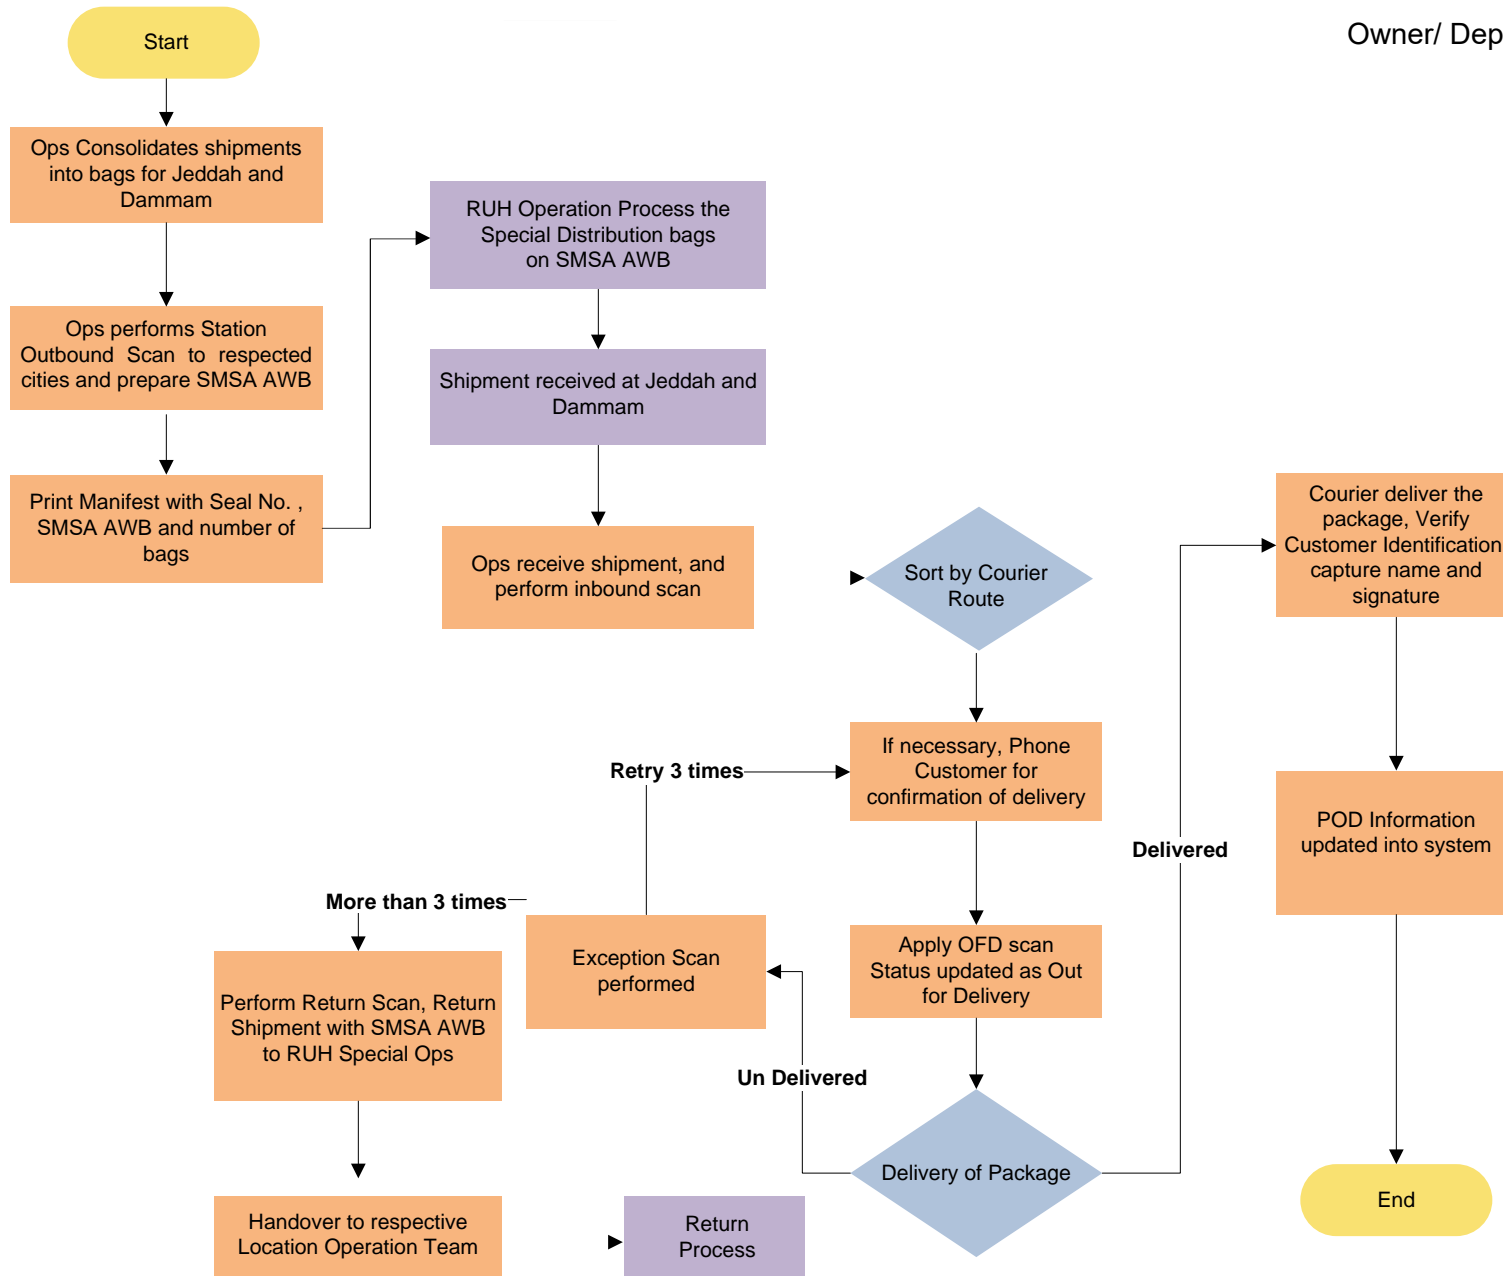 Start
Owner/ Dep
Ops Consolidates shipments
into bags for Jeddah and
Dammam
Ops performs Station
Outbound Scan to respected
cities and prepare SMSA AWB
Print Manifest with Seal No. ,
SMSA AWB and number of
bags
RUH Operation Process the
Special Distribution bags
on SMSA AWB
Shipment received at Jeddah and
Dammam
Ops receive shipment, and
perform inbound scan
Sort by Courier
Route
If necessary, Phone
Customer for
confirmation of delivery
Retry 3 times
Apply OFD scan
Status updated as Out
for Delivery
Delivery of Package
Un Delivered
Exception Scan
performed
More than 3 times
Perform Return Scan, Return
Shipment with SMSA AWB
to RUH Special Ops
Handover to respective
Location Operation Team
Return
Process
Delivered
Courier deliver the
package, Verify
Customer Identification
capture name and
signature
POD Information
updated into system
End